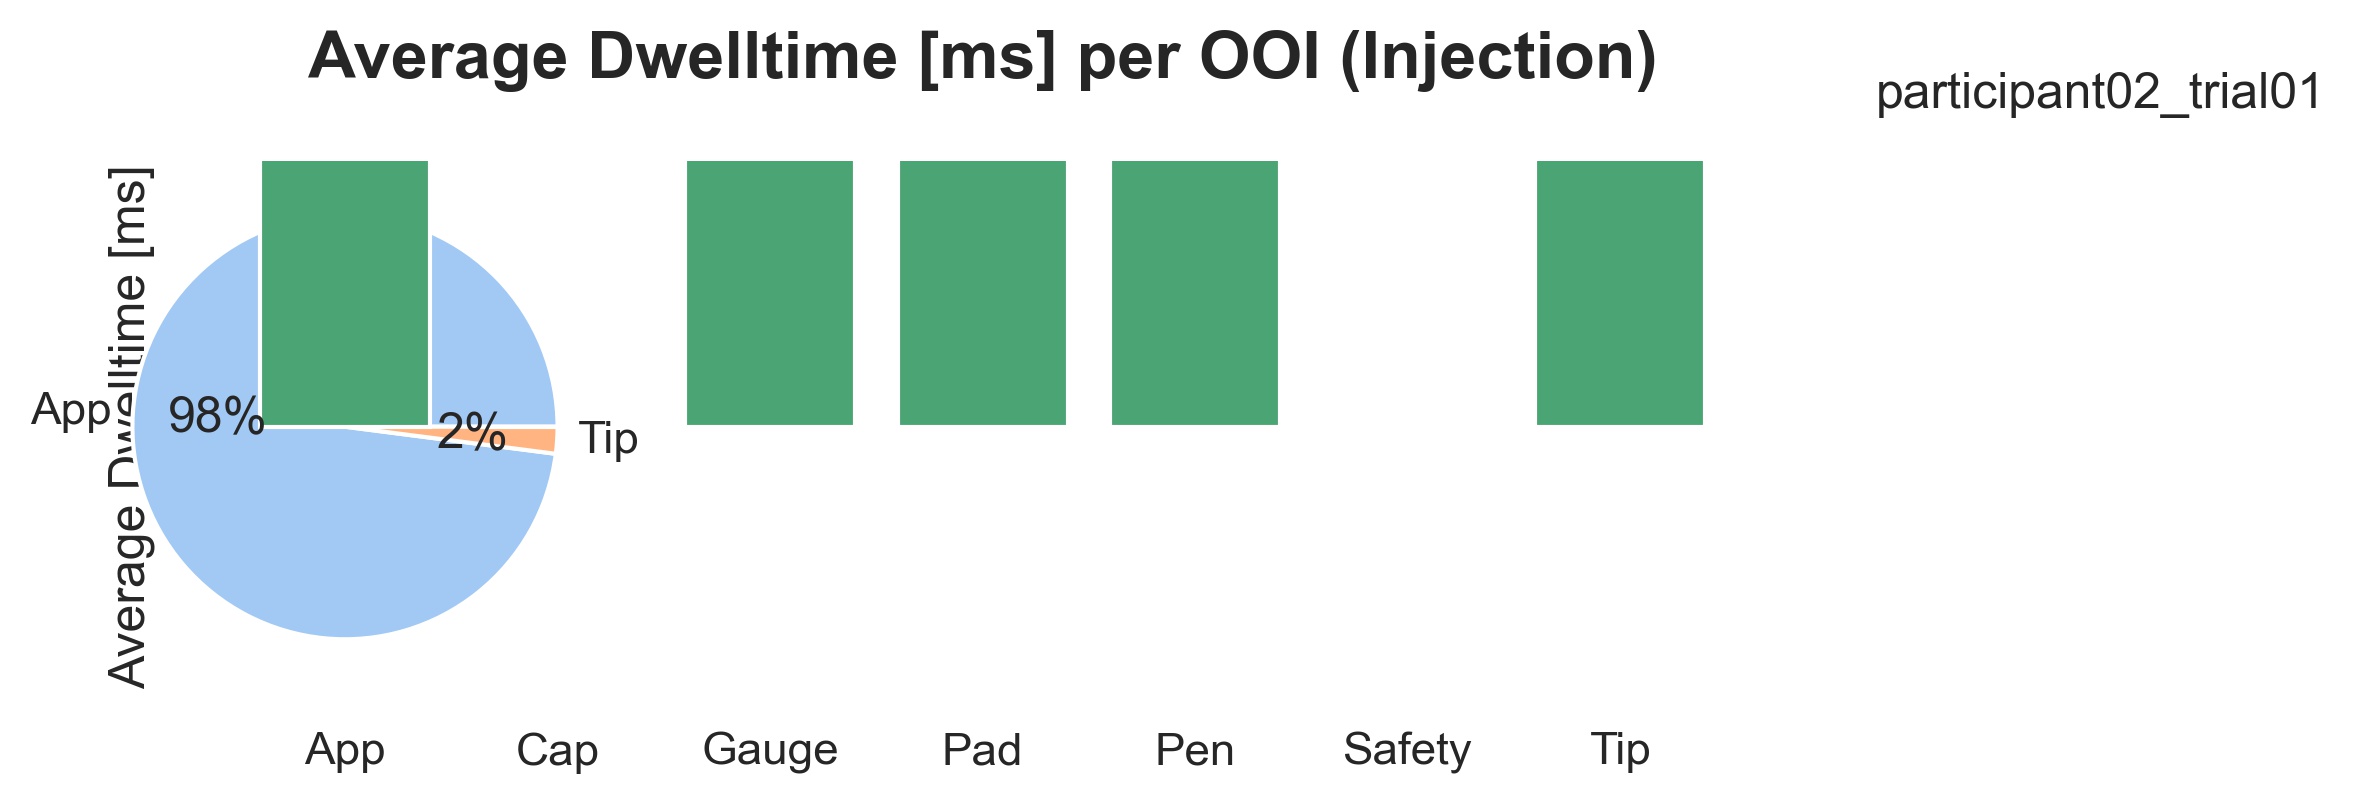 Average Dwelltime [ms] per OOI (Injection)
participant02_trial01
Average Dwelltime [ms]
App
98%
2%
Tip
App
Cap
Gauge
Pad
Pen
Safety
Tip